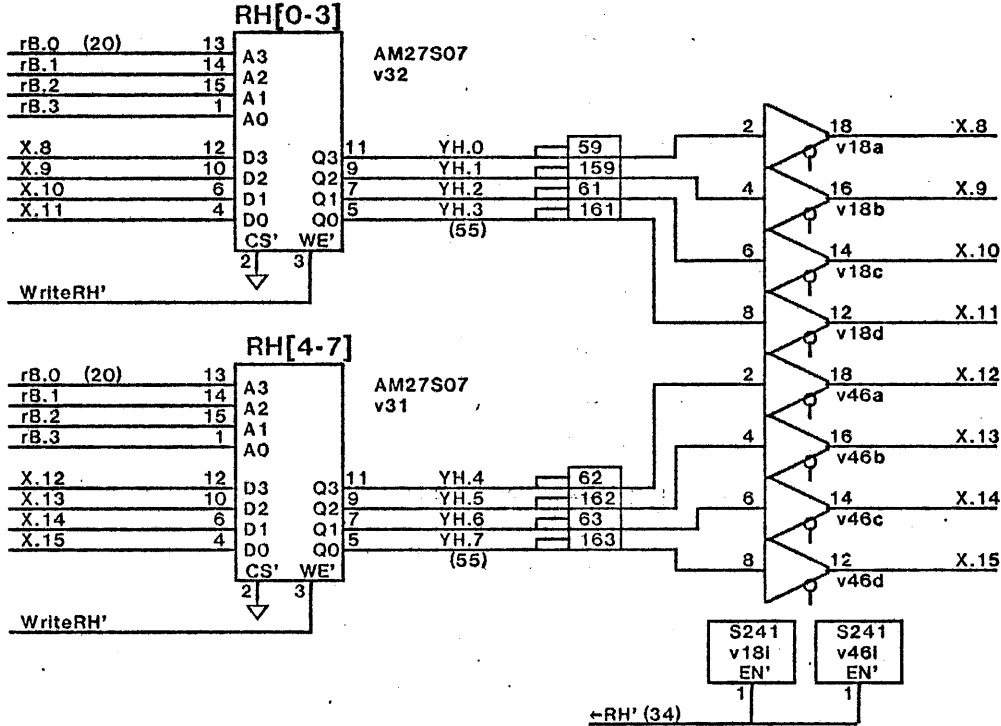 RH[0-3]
rB.0 (20) 13 A3 AM27S07
rB.1 14 A2 v32
rB.2 15 A1
rB.3 1 A0
2 18 X.8
v18a
X.8 12 D3 Q3 11 YH.0 59
X.9 10 D2 Q2 9 YH.1 159
X.10 6 D1 Q1 7 YH.2 61
X.11 4 D0 Q0 5 YH.3 161
(55)
4 16 X.9
v18b
CS' WE'
2 3
6 14 X.10
v18c
WriteRH'
8 12 X.11
v18d
RH[4-7]
rB.0 (20) 13 A3 AM27S07
rB.1 14 A2 v31
rB.2 15 A1
rB.3 1 A0
2 18 X.12
v46a
4 16 X.13
v46b
X.12 12 D3 Q3 11 YH.4 62
X.13 10 D2 Q2 9 YH.5 162
X.14 6 D1 Q1 7 YH.6 63
X.15 4 D0 Q0 5 YH.7 163
(55)
6 14 X.14
v46c
8 12 X.15
v46d
CS' WE'
2 3
WriteRH'
S241 S241
v18i v46i
EN' EN'
1 1
←RH' (34)